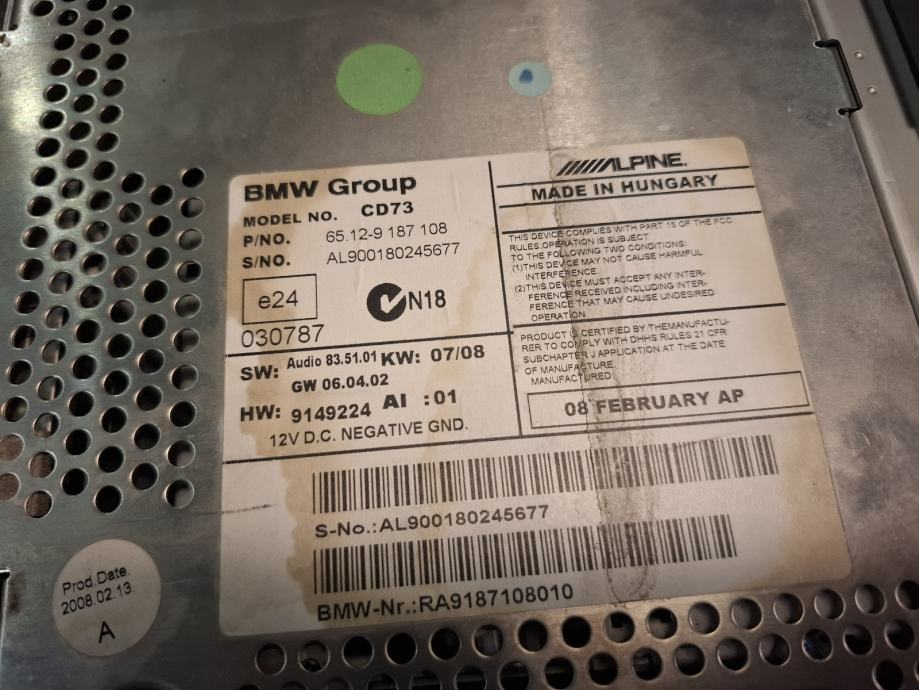 BMW Group
MODEL NO. CD73
P/NO. 65.12-9 187 108
S/NO. AL900180245677
e24
030787
N18
SW: Audio 83.51.01 KW: 07/08
GW 06.04.02
HW: 9149224 AI : 01
12V D.C. NEGATIVE GND.
ALPINE
MADE IN HUNGARY
THIS DEVICE COMPLIES WITH PART 15 OF THE FCC
RULES.OPERATION IS SUBJECT
TO THE FOLLOWING TWO CONDITIONS:
(1)THIS DEVICE MAY NOT CAUSE HARMFUL
INTERFERENCE.
(2)THIS DEVICE MUST ACCEPT ANY INTER-
FERENCE RECEIVED INCLUDING INTER-
FERENCE THAT MAY CAUSE UNDESIRED
OPERATION
PRODUCT IS CERTIFIED BY THEMANUFACTU-
RER TO COMPLY WITH DHHS RULES 21 CFR
SUBCHAPTER J APPLICATION AT THE DATE
OF MANUFACTURE.
MANUFACTURED:
08 FEBRUARY AP
S-No.:AL900180245677
BMW-Nr.:RA9187108010
Prod.Date.
2008.02.13.
A